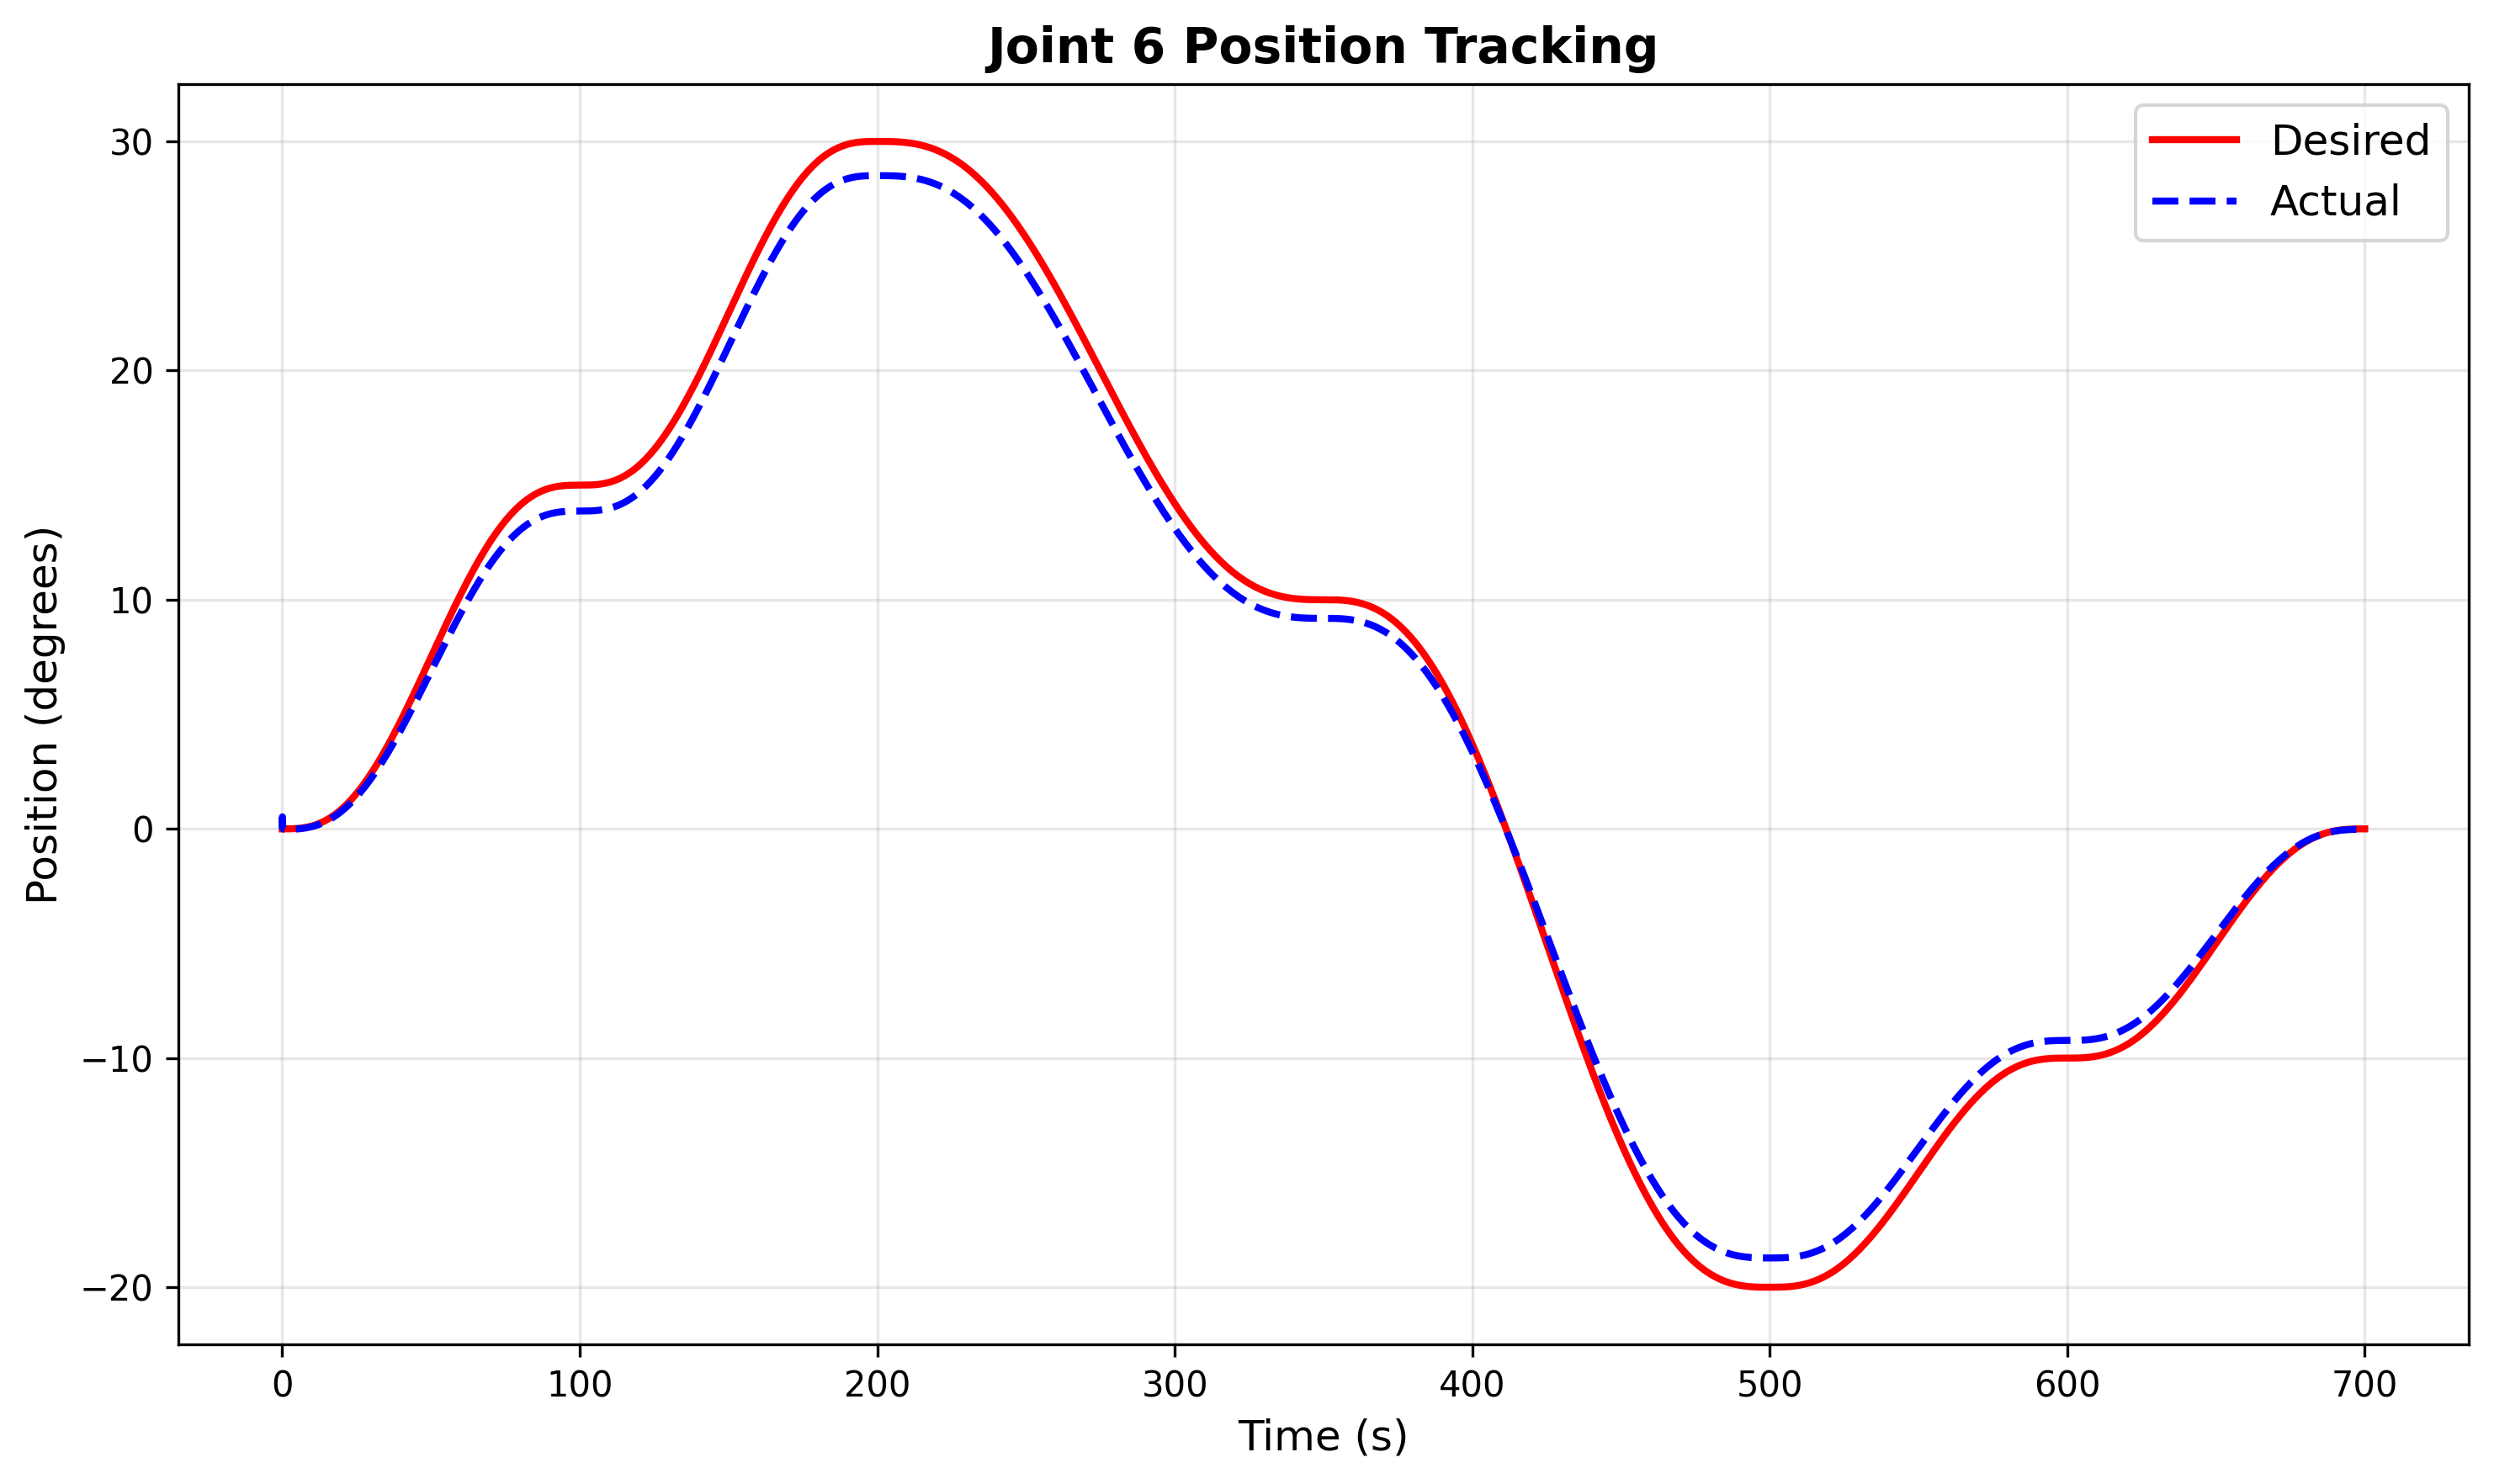 Joint 6 Position Tracking
Desired
Actual
Position (degrees)
30
20
10
0
−10
−20
0 100 200 300 400 500 600 700
Time (s)